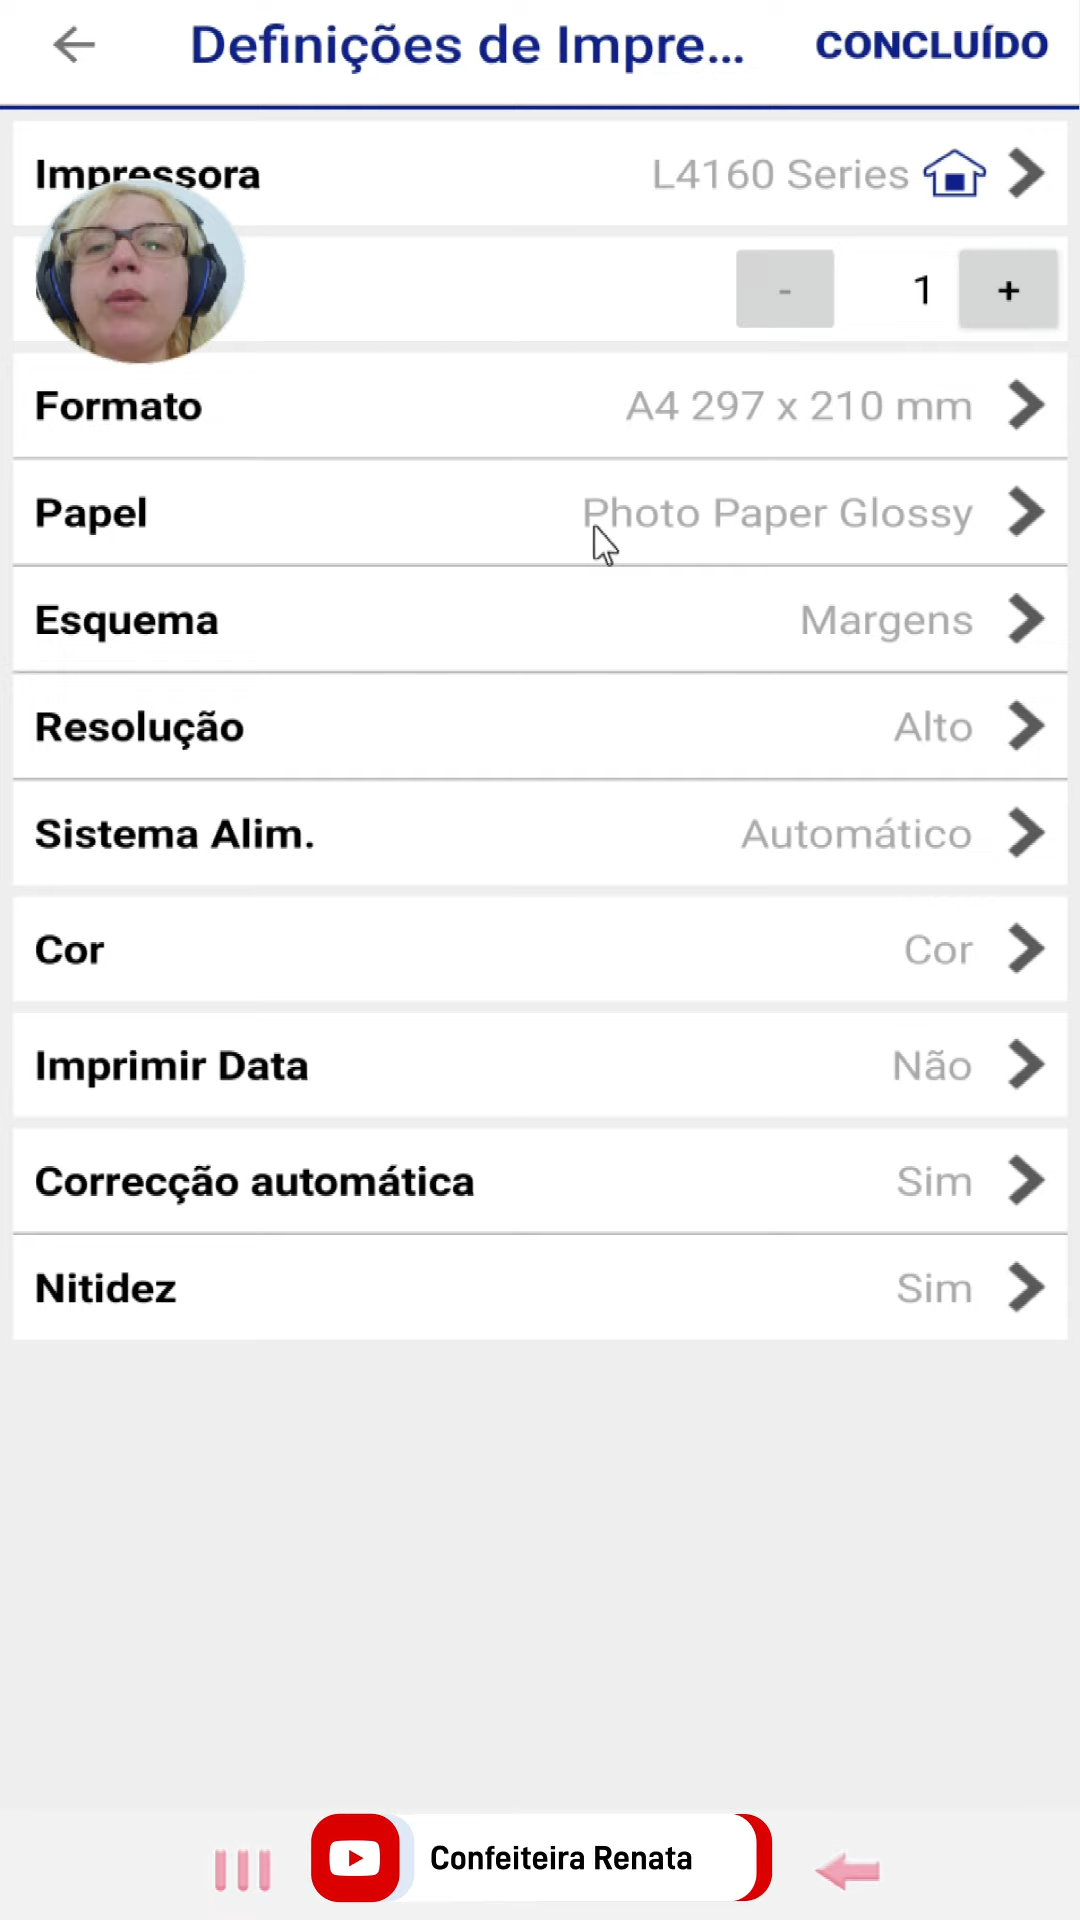 Definições de Impre... CONCLUÍDO
Impressora L4160 Series
- 1 +
Formato A4 297 x 210 mm
Papel Photo Paper Glossy
Esquema Margens
Resolução Alto
Sistema Alim. Automático
Cor Cor
Imprimir Data Não
Correcção automática Sim
Nitidez Sim
Confeiteira Renata